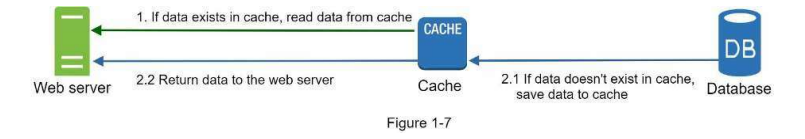 1. If data exists in cache, read data from cache
CACHE
DB
2.2 Return data to the web server
2.1 If data doesn't exist in cache,
save data to cache
Web server
Cache
Database
Figure 1-7